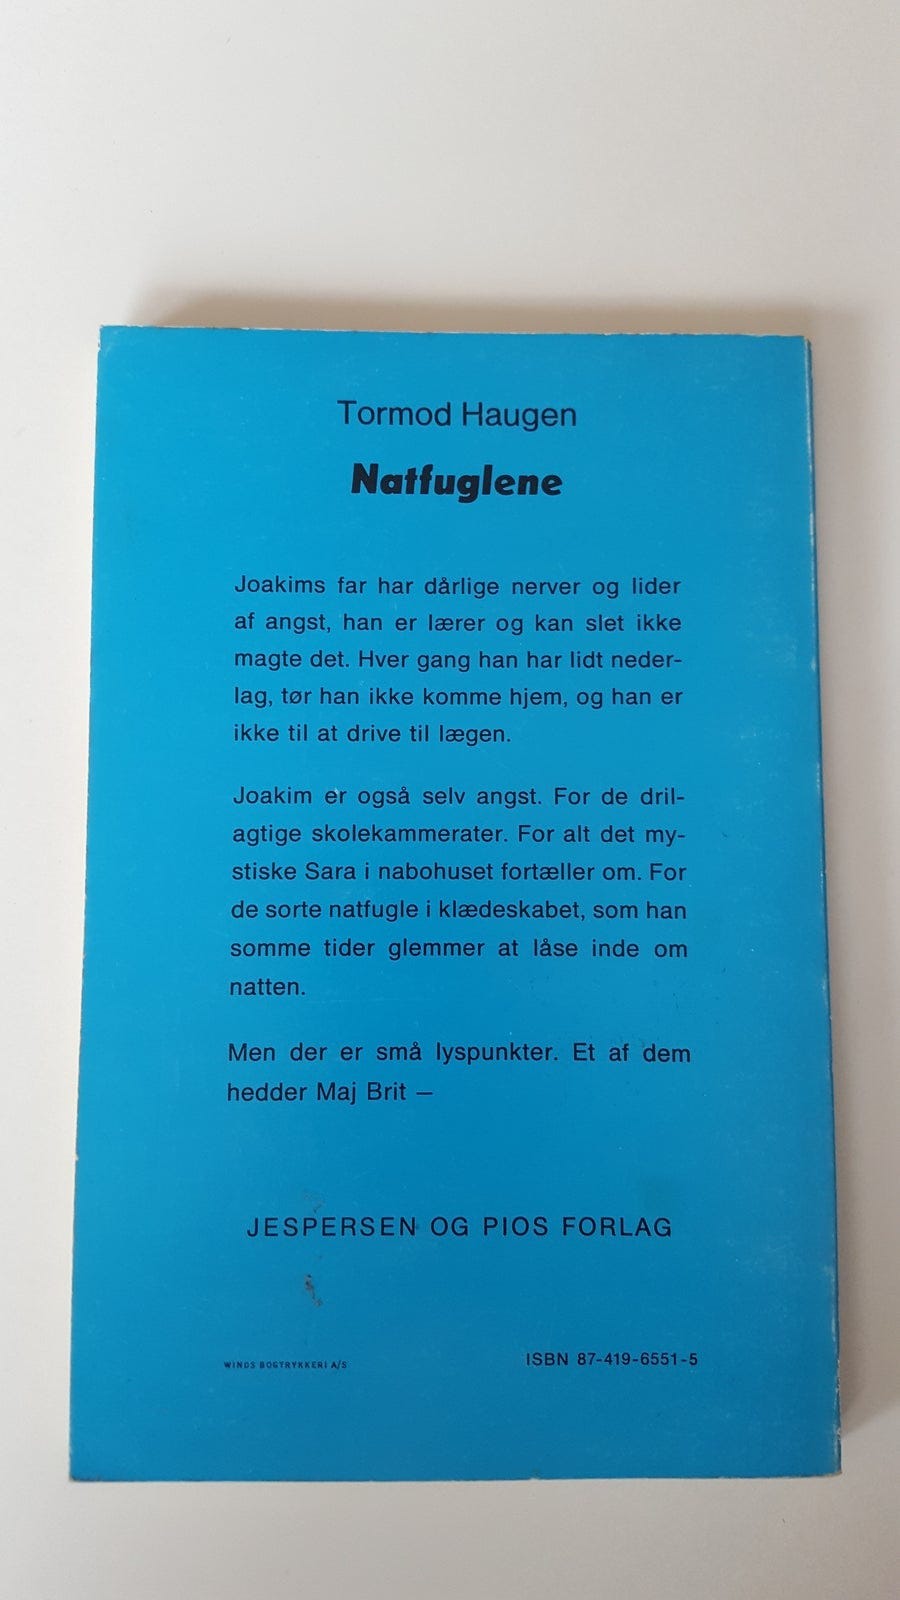 Tormod Haugen
Natfuglene
Joakims far har dårlige nerver og lider
af angst, han er lærer og kan slet ikke
magte det. Hver gang han har lidt neder-
lag, tør han ikke komme hjem, og han er
ikke til at drive til lægen.
Joakim er også selv angst. For de dril-
agtige skolekammerater. For alt det my-
stiske Sara i nabohuset fortæller om. For
de sorte natfugle i klædeskabet, som han
somme tider glemmer at låse inde om
natten.
Men der er små lyspunkter. Et af dem
hedder Maj Brit –
JESPERSEN OG PIOS FORLAG
WINDS BOGTRYKKERI A/S
ISBN 87-419-6551-5